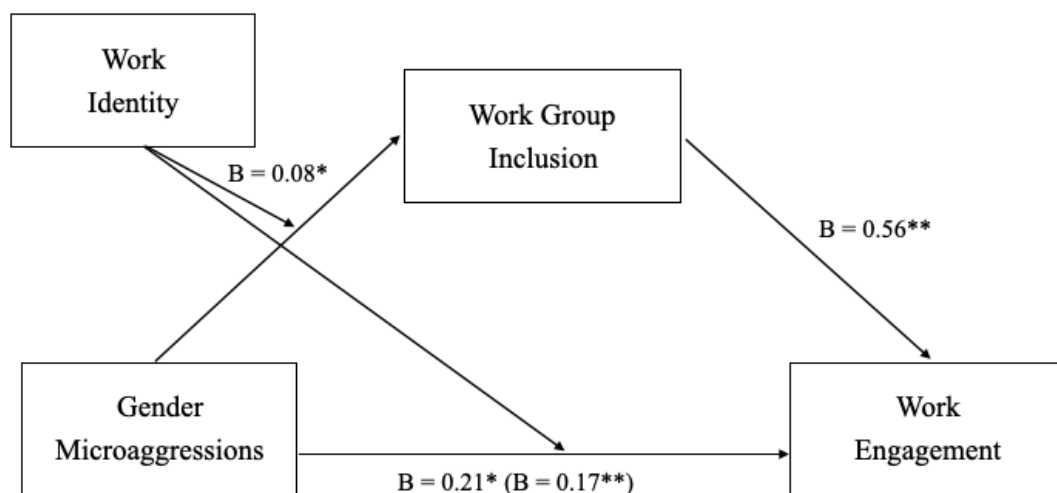 Work
Identity
Work Group
Inclusion
B = 0.08*
B = 0.56**
Gender
Microaggressions
Work
Engagement
B = 0.21* (B = 0.17**)